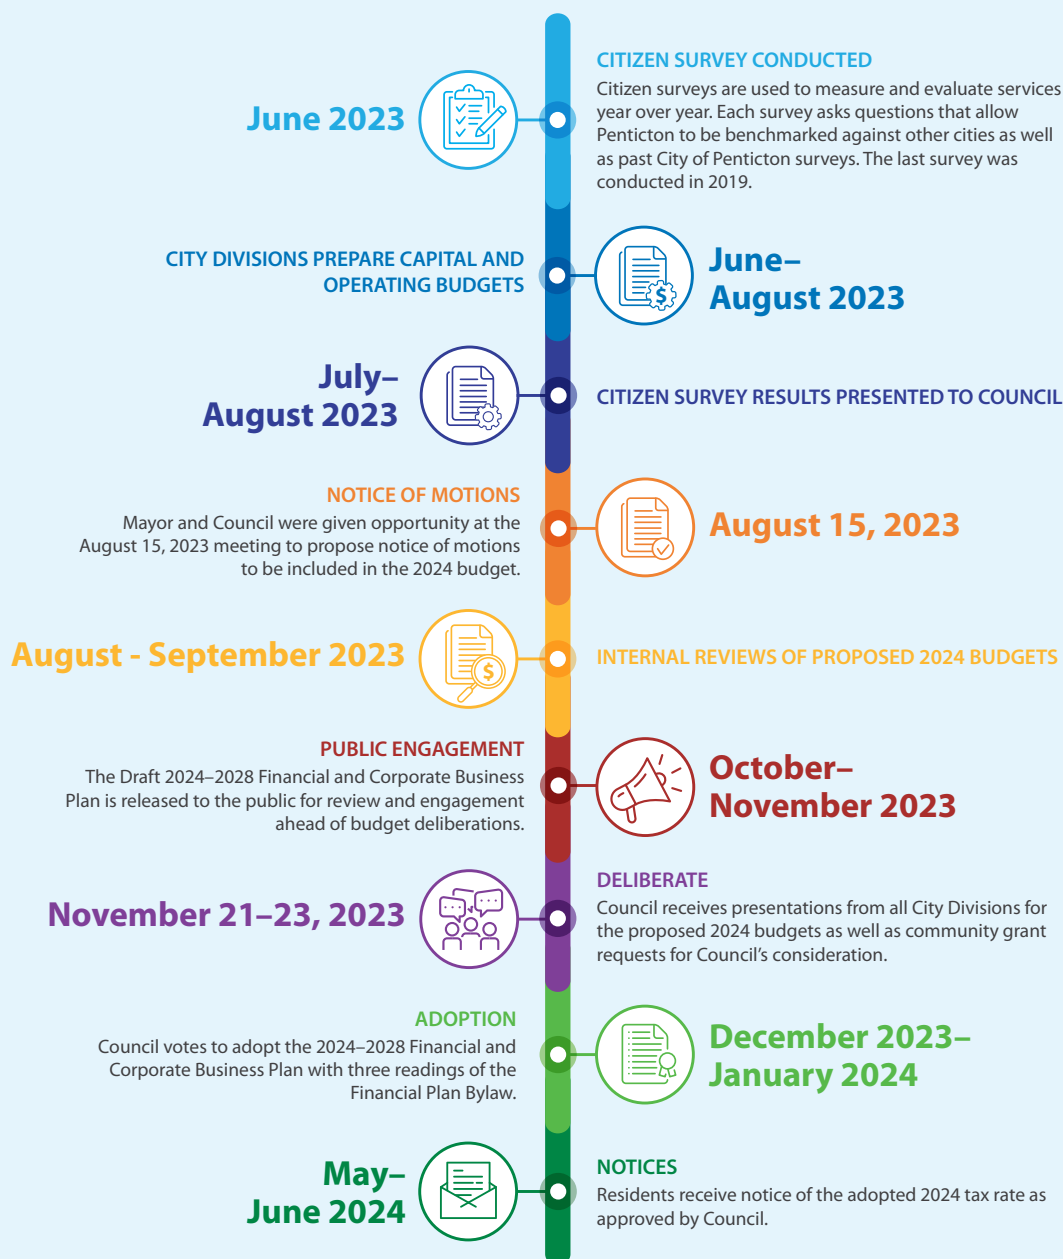 June 2023
CITIZEN SURVEY CONDUCTED
Citizen surveys are used to measure and evaluate services
year over year. Each survey asks questions that allow
Penticton to be benchmarked against other cities as well
as past City of Penticton surveys. The last survey was
conducted in 2019.
CITY DIVISIONS PREPARE CAPITAL AND
OPERATING BUDGETS
June–
August 2023
$
July–
August 2023
CITIZEN SURVEY RESULTS PRESENTED TO COUNCIL
NOTICE OF MOTIONS
Mayor and Council were given opportunity at the
August 15, 2023 meeting to propose notice of motions
to be included in the 2024 budget.
August 15, 2023
August - September 2023
$
INTERNAL REVIEWS OF PROPOSED 2024 BUDGETS
PUBLIC ENGAGEMENT
The Draft 2024–2028 Financial and Corporate Business
Plan is released to the public for review and engagement
ahead of budget deliberations.
October–
November 2023
November 21–23, 2023
DELIBERATE
Council receives presentations from all City Divisions for
the proposed 2024 budgets as well as community grant
requests for Council's consideration.
ADOPTION
Council votes to adopt the 2024–2028 Financial and
Corporate Business Plan with three readings of the
Financial Plan Bylaw.
December 2023–
January 2024
May–
June 2024
NOTICES
Residents receive notice of the adopted 2024 tax rate as
approved by Council.